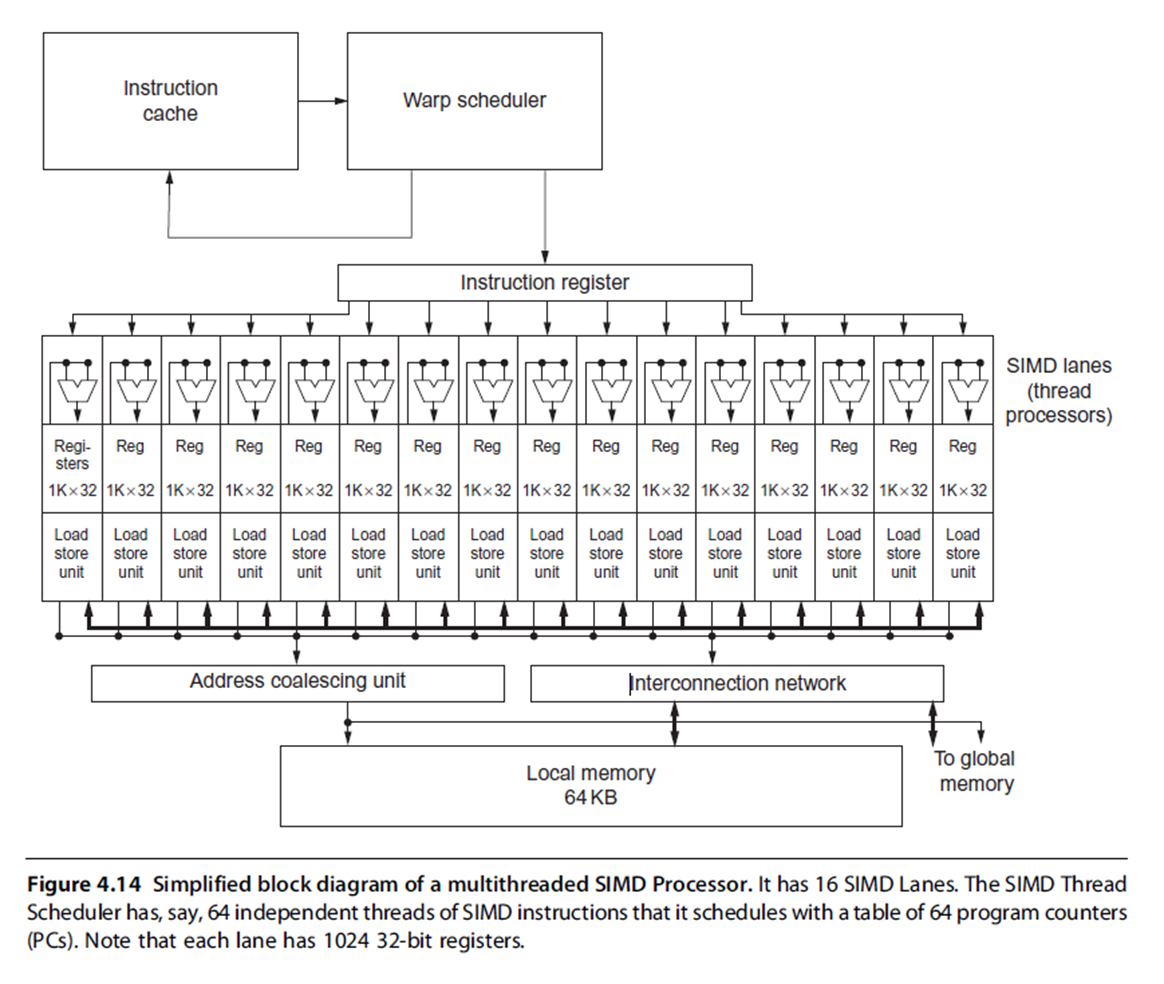 Instruction
cache
Warp scheduler
Instruction register
SIMD lanes
(thread
processors)
Regi-
sters
Reg Reg Reg Reg Reg Reg Reg Reg Reg Reg Reg Reg Reg Reg Reg
1K×32 1K×32 1K×32 1K×32 1K×32 1K×32 1K×32 1K×32 1K×32 1K×32 1K×32 1K×32 1K×32 1K×32 1K×32 1K×32
Load Load Load Load Load Load Load Load Load Load Load Load Load Load Load Load
store store store store store store store store store store store store store store store store
unit unit unit unit unit unit unit unit unit unit unit unit unit unit unit unit
Address coalescing unit
Interconnection network
Local memory
64 KB
To global
memory
Figure 4.14 Simplified block diagram of a multithreaded SIMD Processor. It has 16 SIMD Lanes. The SIMD Thread
Scheduler has, say, 64 independent threads of SIMD instructions that it schedules with a table of 64 program counters
(PCs). Note that each lane has 1024 32-bit registers.